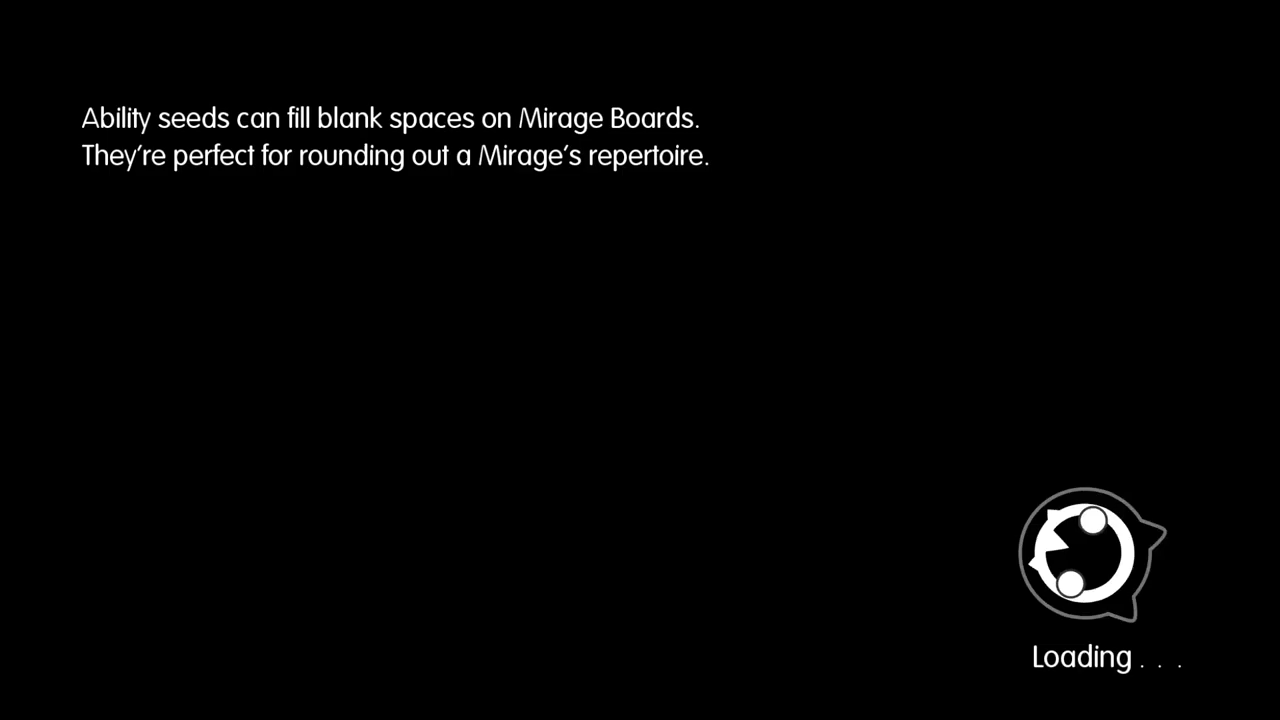 Ability seeds can fill blank spaces on Mirage Boards.
They're perfect for rounding out a Mirage's repertoire.
Loading . . .